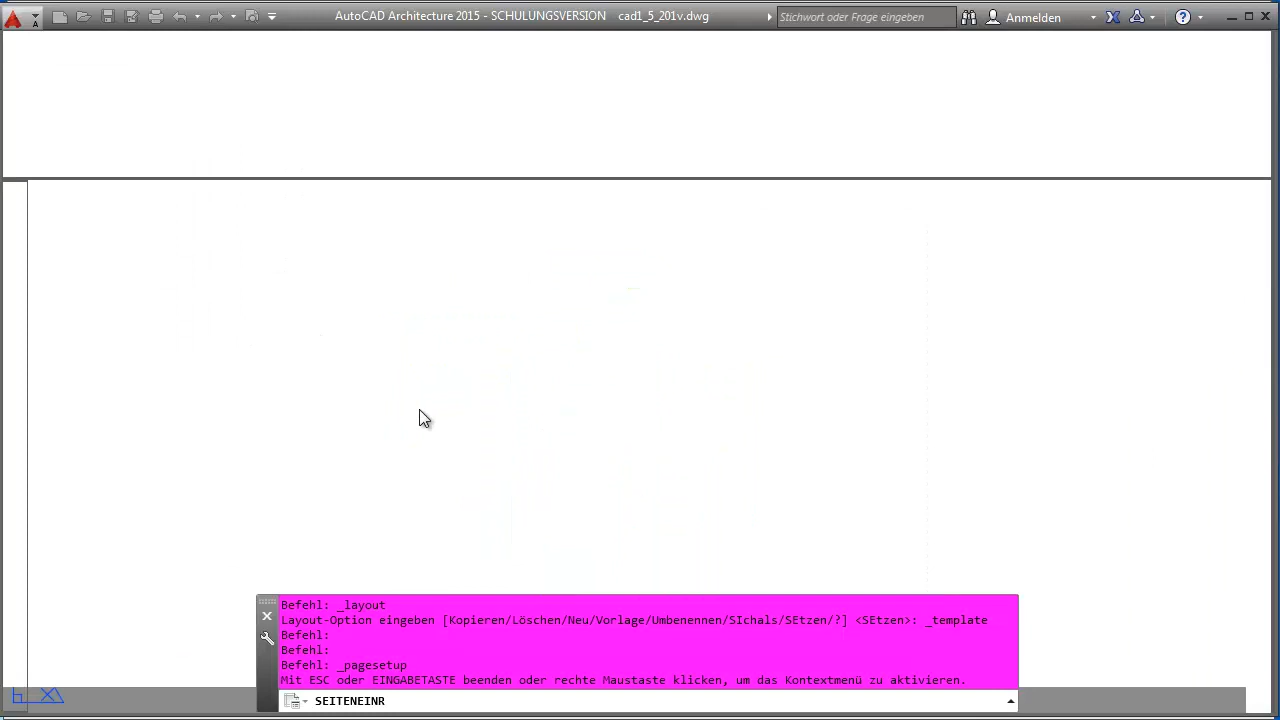 AutoCAD Architecture 2015 - SCHULUNGSVERSION cad1_5_201v.dwg
Stichwort oder Frage eingeben
Anmelden
Befehl: _layout
Layout-Option eingeben [Kopieren/Löschen/Neu/Vorlage/Umbenennen/SIchals/SEtzen/?] <SEtzen>: _template
Befehl:
Befehl:
Befehl: _pagesetup
Mit ESC oder EINGABETASTE beenden oder rechte Maustaste klicken, um das Kontextmenü zu aktivieren.
SEITENEINR